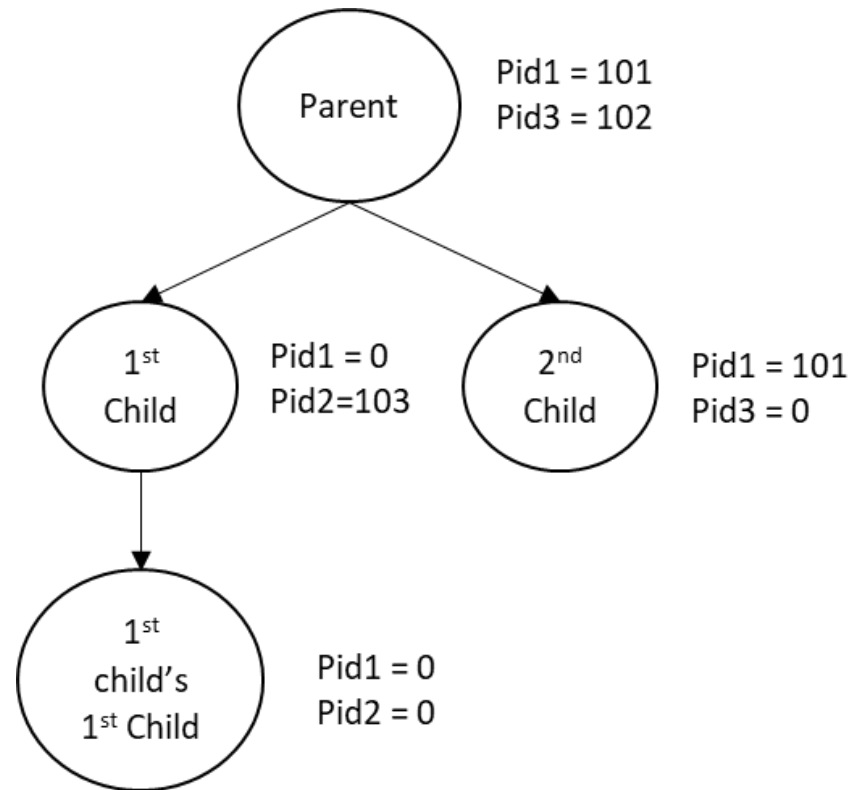 Parent
Pid1 = 101
Pid3 = 102
1st
Child
Pid1 = 0
Pid2=103
2nd
Child
Pid1 = 101
Pid3 = 0
1st
child’s
1st Child
Pid1 = 0
Pid2 = 0